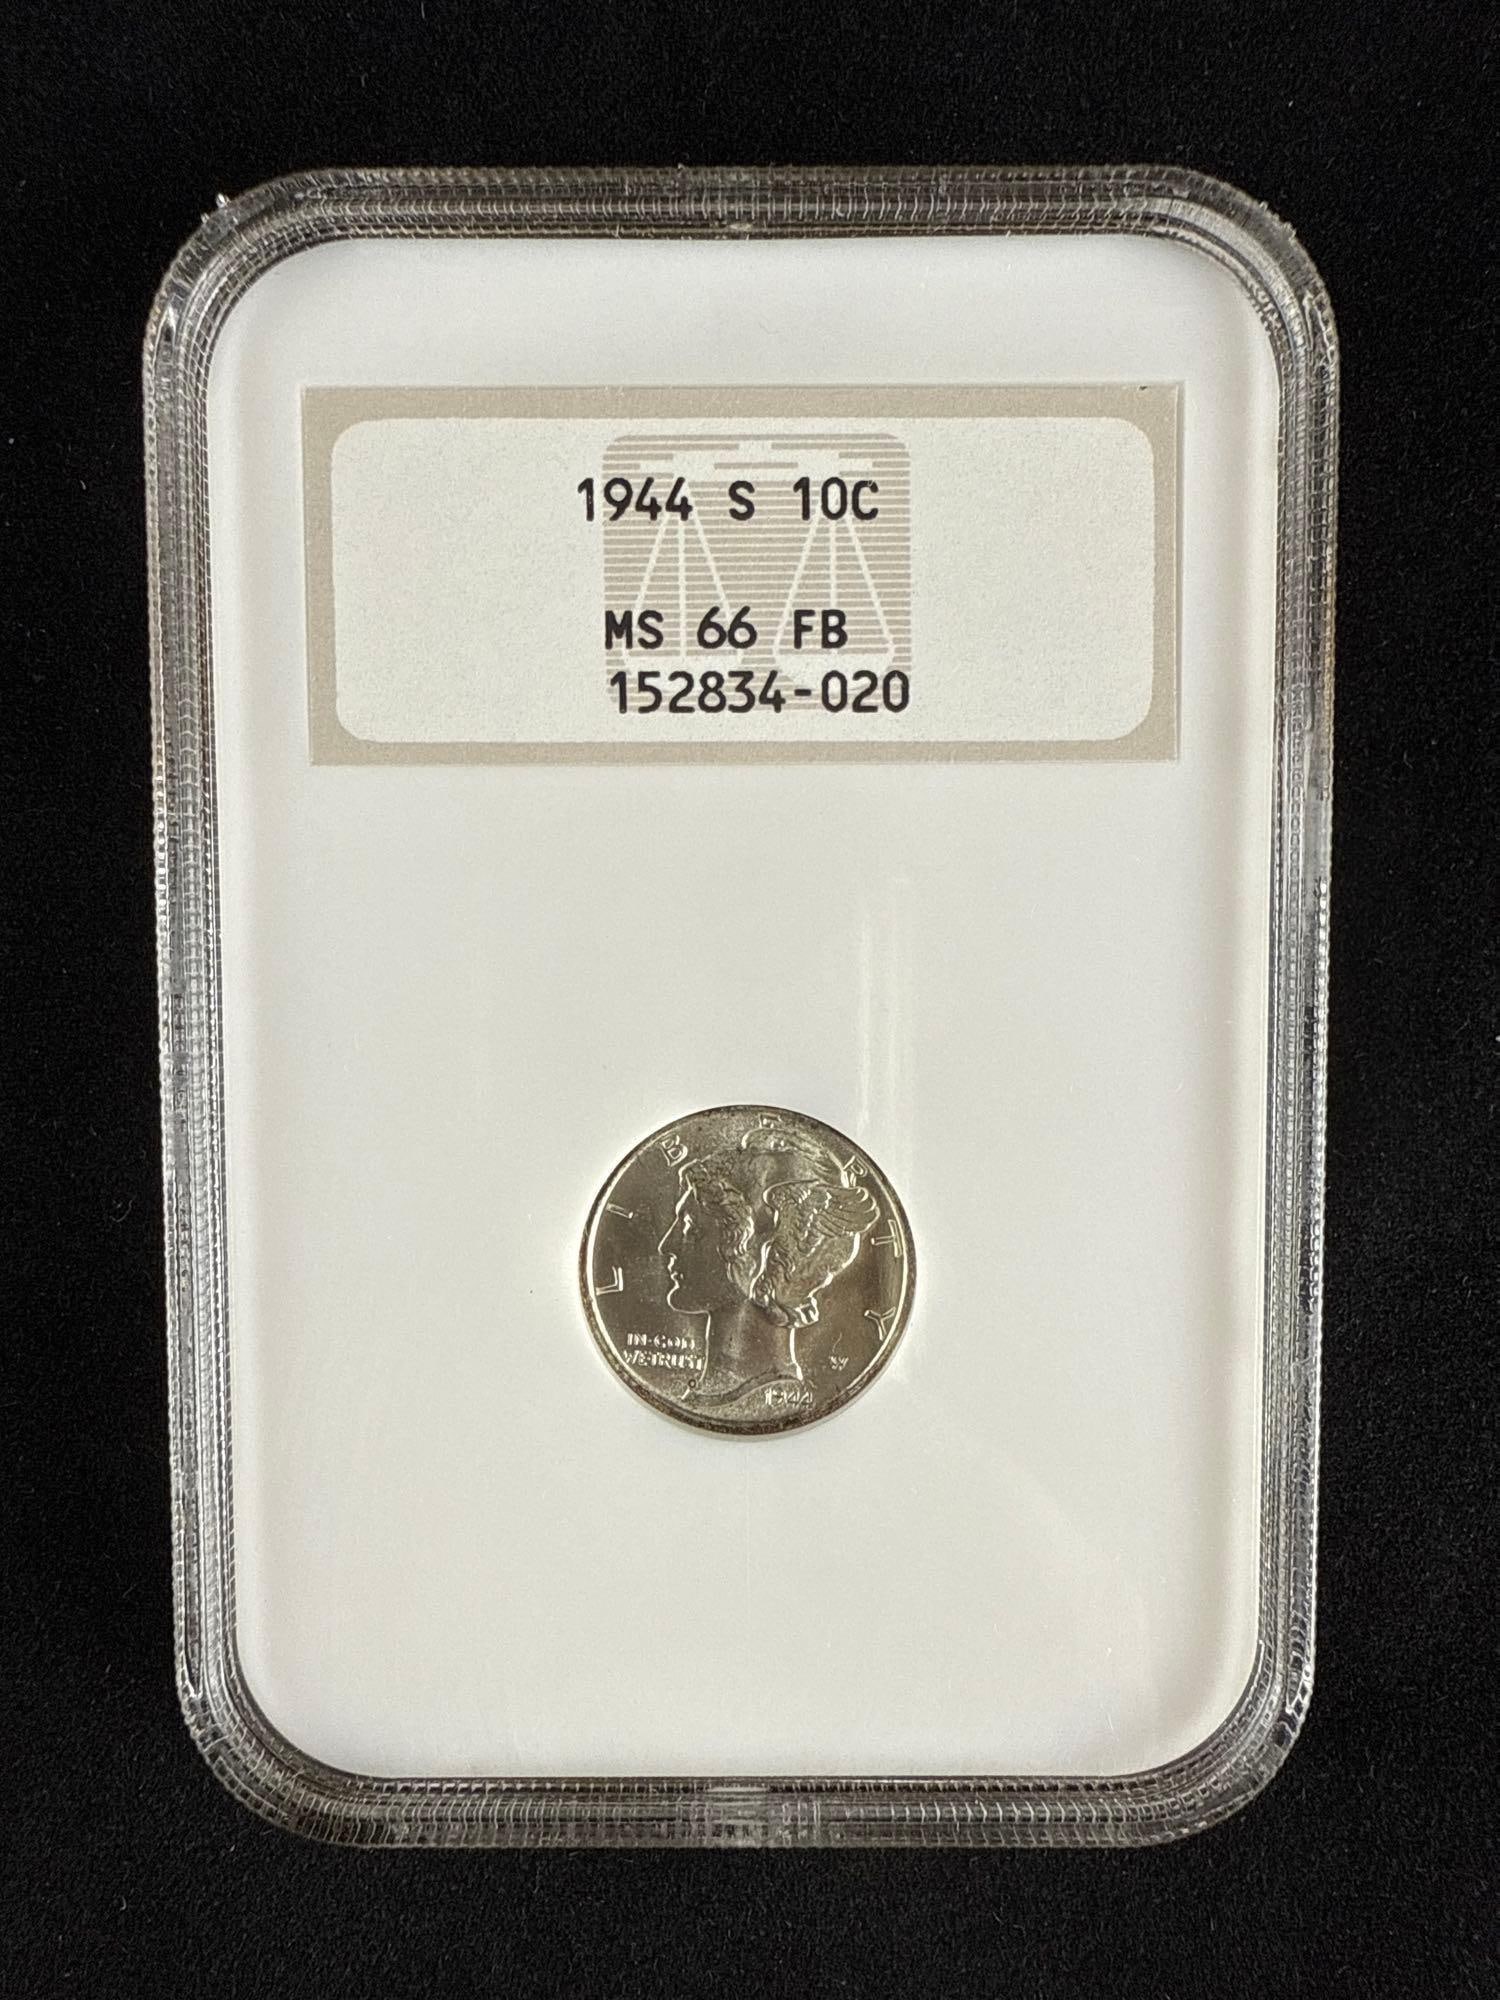 1944 S 10C
MS 66 FB
152834-020
LIBERTY
IN·GOD
WE·TRUST
1944